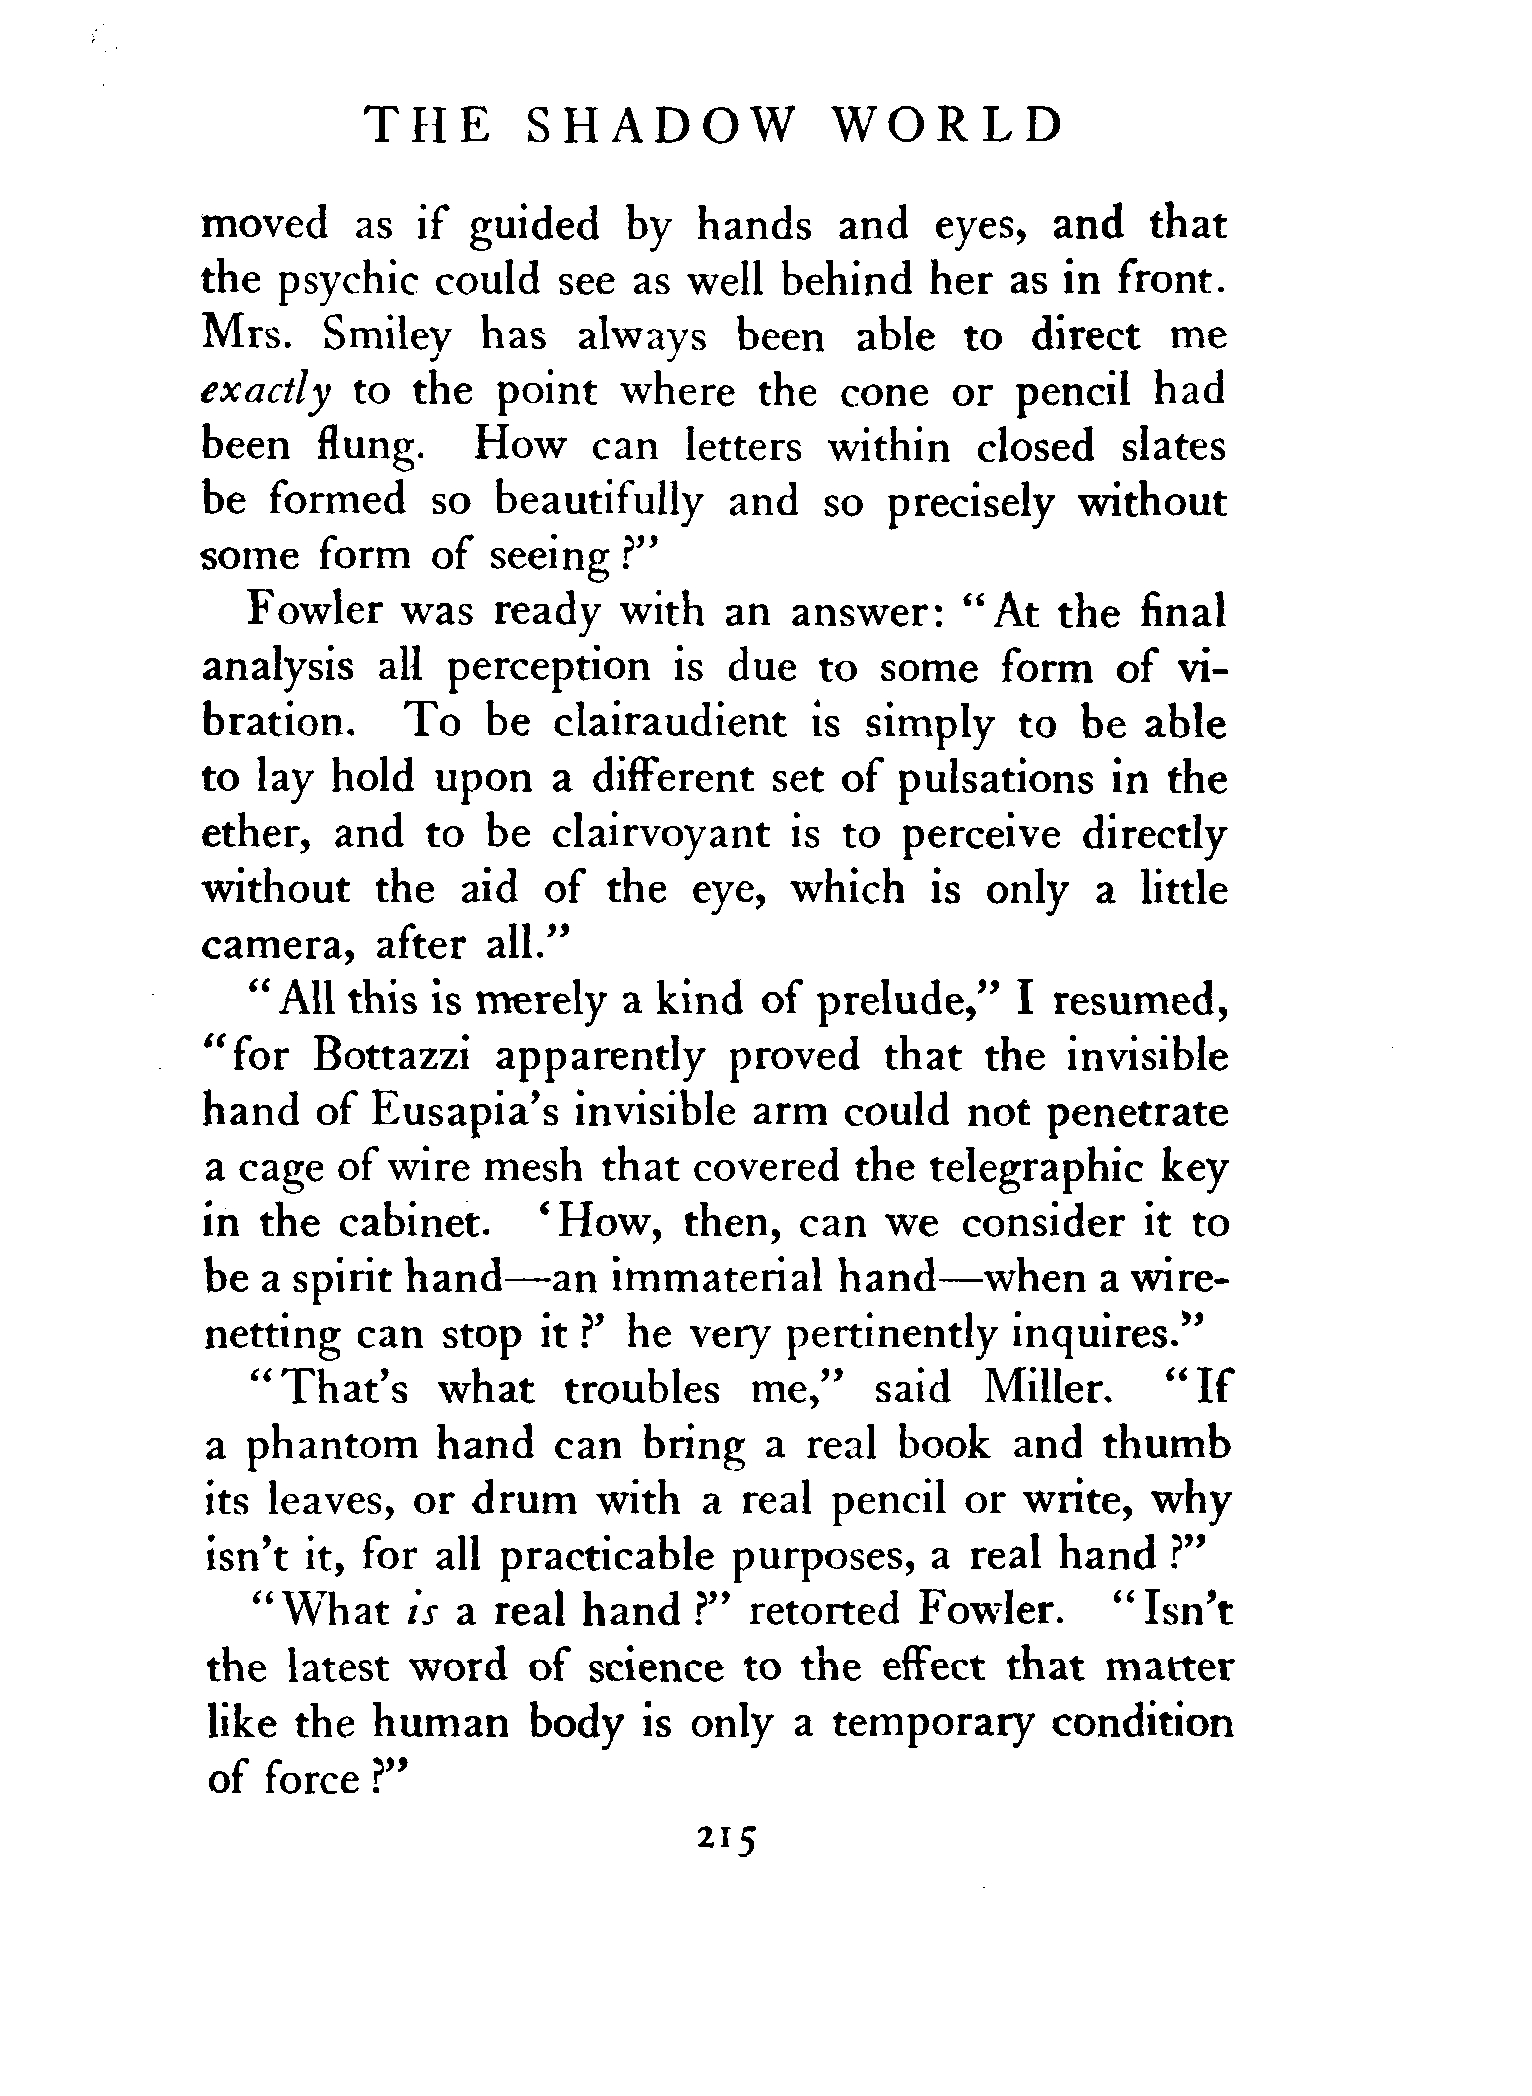 THE SHADOW WORLD
moved as if guided by hands and eyes, and that
the psychic could see as well behind her as in front.
Mrs. Smiley has always been able to direct me
exactly to the point where the cone or pencil had
been flung. How can letters within closed slates
be formed so beautifully and so precisely without
some form of seeing?”
Fowler was ready with an answer: “At the final
analysis all perception is due to some form of vi-
bration. To be clairaudient is simply to be able
to lay hold upon a different set of pulsations in the
ether, and to be clairvoyant is to perceive directly
without the aid of the eye, which is only a little
camera, after all.”
“All this is merely a kind of prelude,” I resumed,
“for Bottazzi apparently proved that the invisible
hand of Eusapia’s invisible arm could not penetrate
a cage of wire mesh that covered the telegraphic key
in the cabinet. ‘How, then, can we consider it to
be a spirit hand—an immaterial hand—when a wire-
netting can stop it?’ he very pertinently inquires.”
“That’s what troubles me,” said Miller. “If
a phantom hand can bring a real book and thumb
its leaves, or drum with a real pencil or write, why
isn’t it, for all practicable purposes, a real hand?”
“What is a real hand?” retorted Fowler. “Isn’t
the latest word of science to the effect that matter
like the human body is only a temporary condition
of force?”
215